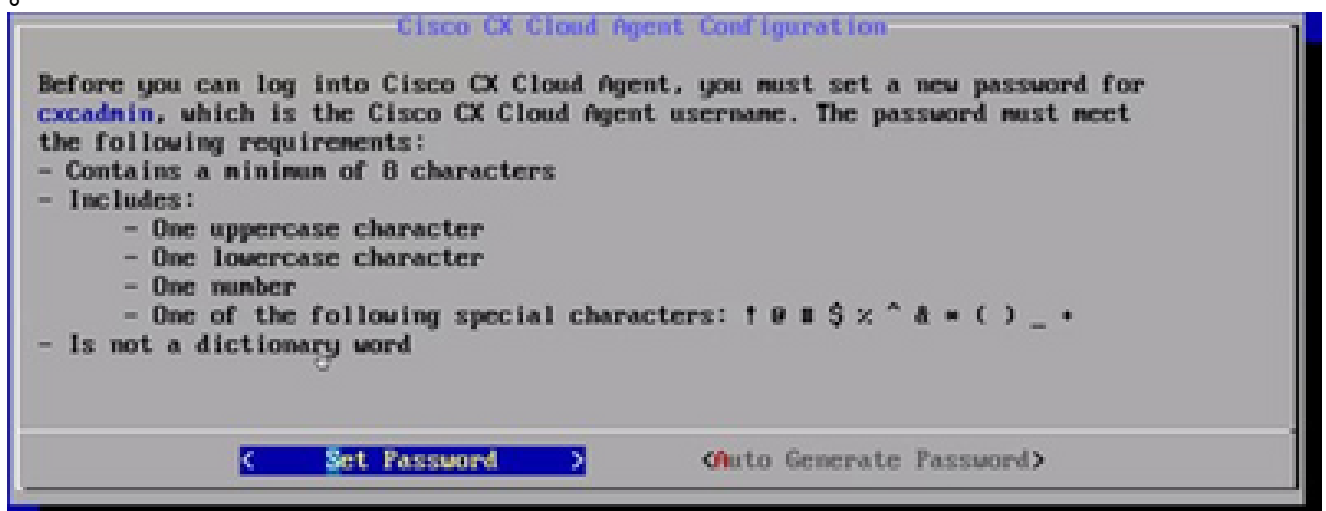 Cisco CX Cloud Agent Configuration
Before you can log into Cisco CX Cloud Agent, you must set a new password for
cxcadmin, which is the Cisco CX Cloud Agent username. The password must meet
the following requirements:
- Contains a minimum of 8 characters
- Includes:
- One uppercase character
- One lowercase character
- One number
- One of the following special characters: ! @ # $ % ^ & * ( ) _ +
- Is not a dictionary word
< Set Password >
<Auto Generate Password>